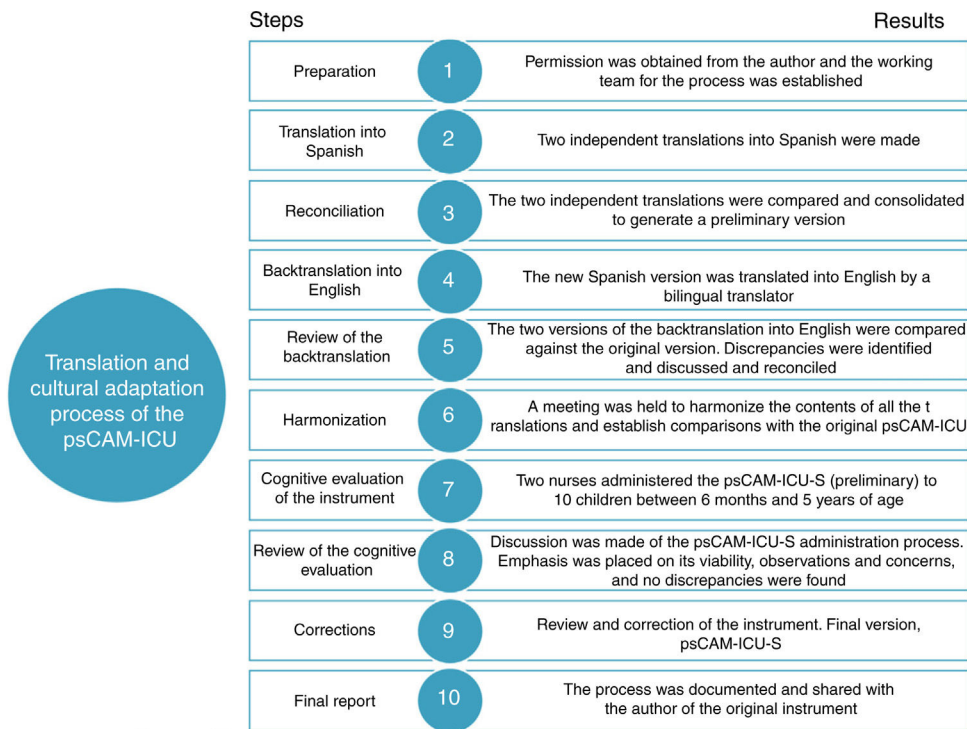 Steps
Results
Translation and
cultural adaptation
process of the
psCAM-ICU
Preparation
1
Permission was obtained from the author and the working
team for the process was established
Translation into
Spanish
2
Two independent translations into Spanish were made
Reconciliation
3
The two independent translations were compared and consolidated
to generate a preliminary version
Backtranslation into
English
4
The new Spanish version was translated into English by a
bilingual translator
Review of the
backtranslation
5
The two versions of the backtranslation into English were compared
against the original version. Discrepancies were identified
and discussed and reconciled
Harmonization
6
A meeting was held to harmonize the contents of all the t
ranslations and establish comparisons with the original psCAM-ICU
Cognitive evaluation
of the instrument
7
Two nurses administered the psCAM-ICU-S (preliminary) to
10 children between 6 months and 5 years of age
Review of the cognitive
evaluation
8
Discussion was made of the psCAM-ICU-S administration process.
Emphasis was placed on its viability, observations and concerns,
and no discrepancies were found
Corrections
9
Review and correction of the instrument. Final version,
psCAM-ICU-S
Final report
10
The process was documented and shared with
the author of the original instrument